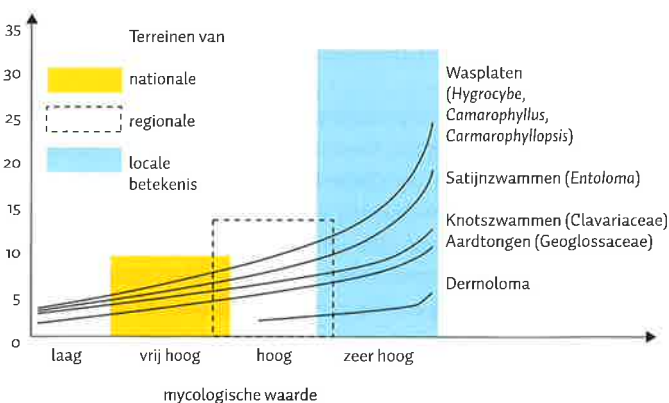 35
30
25
20
15
10
5
0
Terreinen van
nationale
regionale
locale
betekenis
Wasplaten
(Hygrocybe,
Camarophyllus,
Carmarophyllopsis)
Satijnzwammen (Entoloma)
Knotszwammen (Clavariaceae)
Aardtongen (Geoglossaceae)
Dermoloma
laag
vrij hoog
hoog
zeer hoog
mycologische waarde